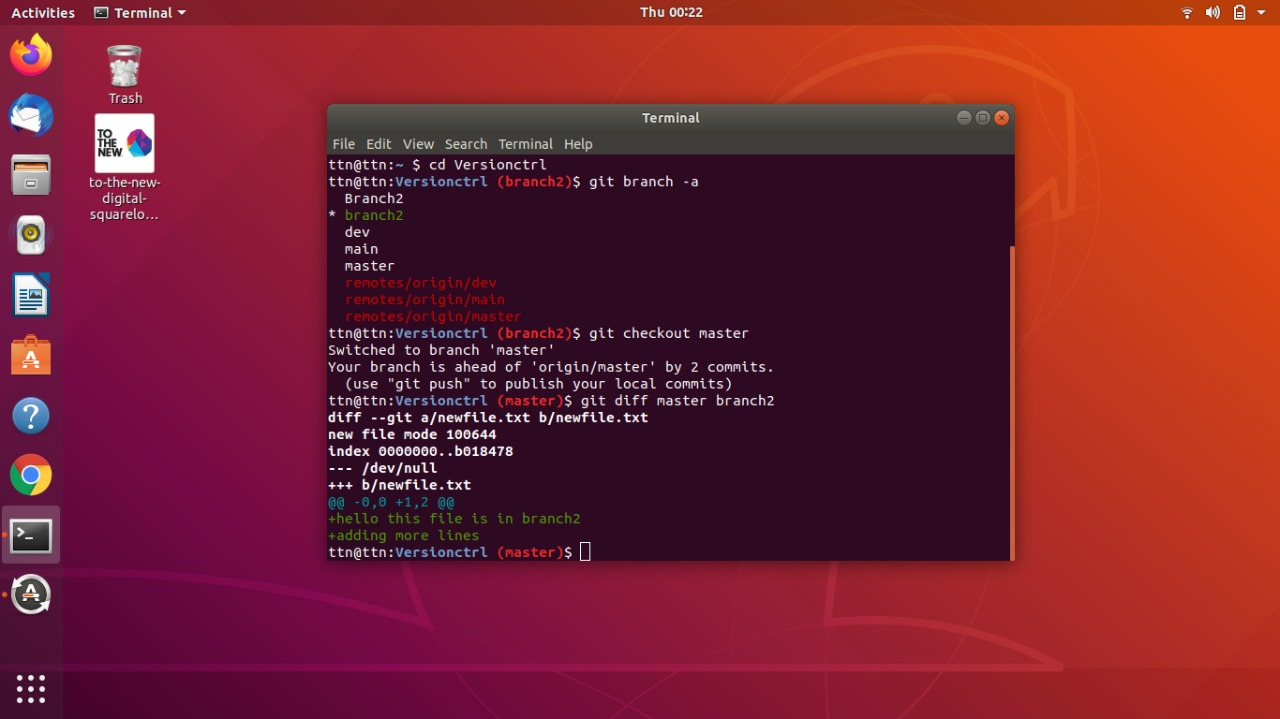 Activities
Terminal
Thu 00:22
Trash
TO
THE
NEW
to-the-new-
digital-
squarelo...
Terminal
File Edit View Search Terminal Help
ttn@ttn:~ $ cd Versionctrl
ttn@ttn:Versionctrl (branch2)$ git branch -a
Branch2
* branch2
dev
main
master
remotes/origin/dev
remotes/origin/main
remotes/origin/master
ttn@ttn:Versionctrl (branch2)$ git checkout master
Switched to branch 'master'
Your branch is ahead of 'origin/master' by 2 commits.
(use "git push" to publish your local commits)
ttn@ttn:Versionctrl (master)$ git diff master branch2
diff --git a/newfile.txt b/newfile.txt
new file mode 100644
index 0000000..b018478
--- /dev/null
+++ b/newfile.txt
@@ -0,0 +1,2 @@
+hello this file is in branch2
+adding more lines
ttn@ttn:Versionctrl (master)$